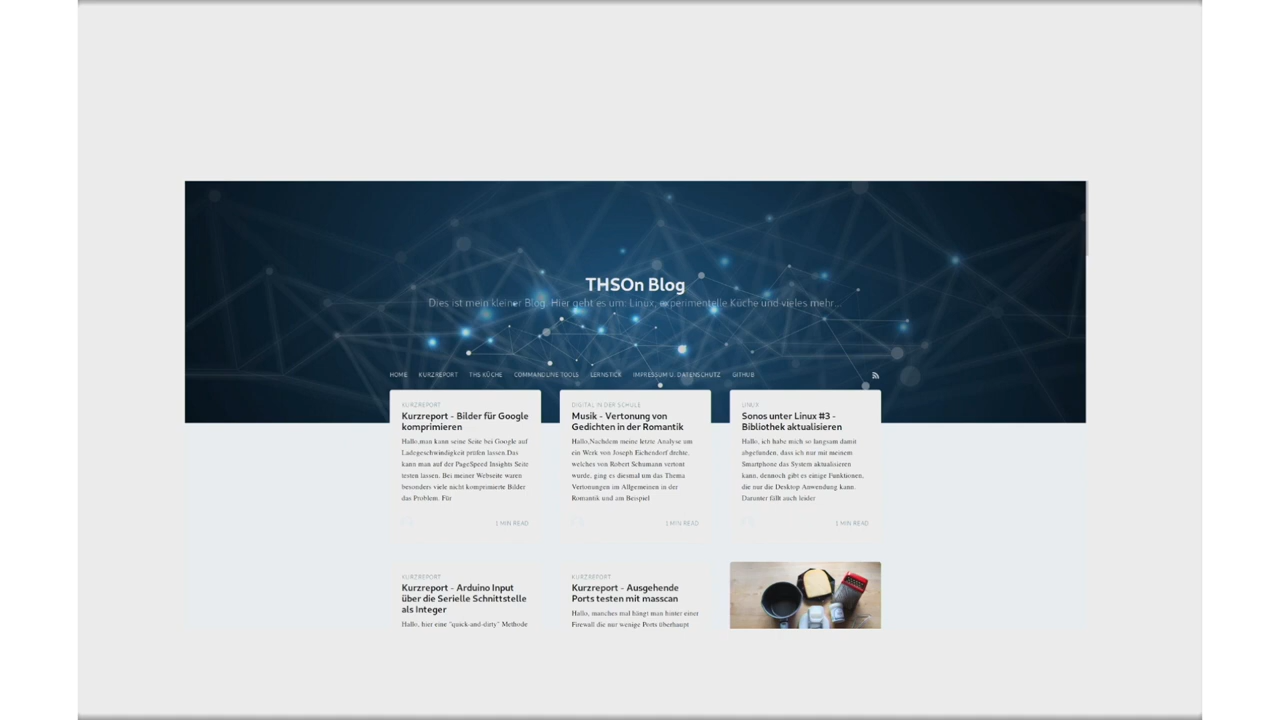 THSOn Blog
Dies ist mein kleiner Blog. Hier geht es um: Linux, experimentelle Küche und vieles mehr...
HOME KURZREPORT THS KÜCHE COMMANDLINE TOOLS LERNSTICK IMPRESSUM U. DATENSCHUTZ GITHUB
KURZREPORT
Kurzreport - Bilder für Google
komprimieren
Hallo,man kann seine Seite bei Google auf
Ladegeschwindigkeit prüfen lassen.Das
kann man auf der PageSpeed Insights Seite
testen lassen. Bei meiner Webseite waren
besonders viele nicht komprimierte Bilder
das Problem. Für
1 MIN READ
DIGITAL IN DER SCHULE
Musik - Vertonung von
Gedichten in der Romantik
Hallo,Nachdem meine letzte Analyse um
ein Werk von Joseph Eichendorf drehte,
welches von Robert Schumann vertont
wurde, ging es diesmal um das Thema
Vertonungen im Allgemeinen in der
Romantik und am Beispiel
1 MIN READ
LINUX
Sonos unter Linux #3 -
Bibliothek aktualisieren
Hallo, ich habe mich so langsam damit
abgefunden, dass ich nur mit meinem
Smartphone das System aktualisieren
kann, dennoch gibt es einige Funktionen,
die nur die Desktop Anwendung kann.
Darunter fällt auch leider
1 MIN READ
KURZREPORT
Kurzreport - Arduino Input
über die Serielle Schnittstelle
als Integer
Hallo, hier eine "quick-and-dirty" Methode
KURZREPORT
Kurzreport - Ausgehende
Ports testen mit masscan
Hallo, manches mal hängt man hinter einer
Firewall die nur wenige Ports überhaupt